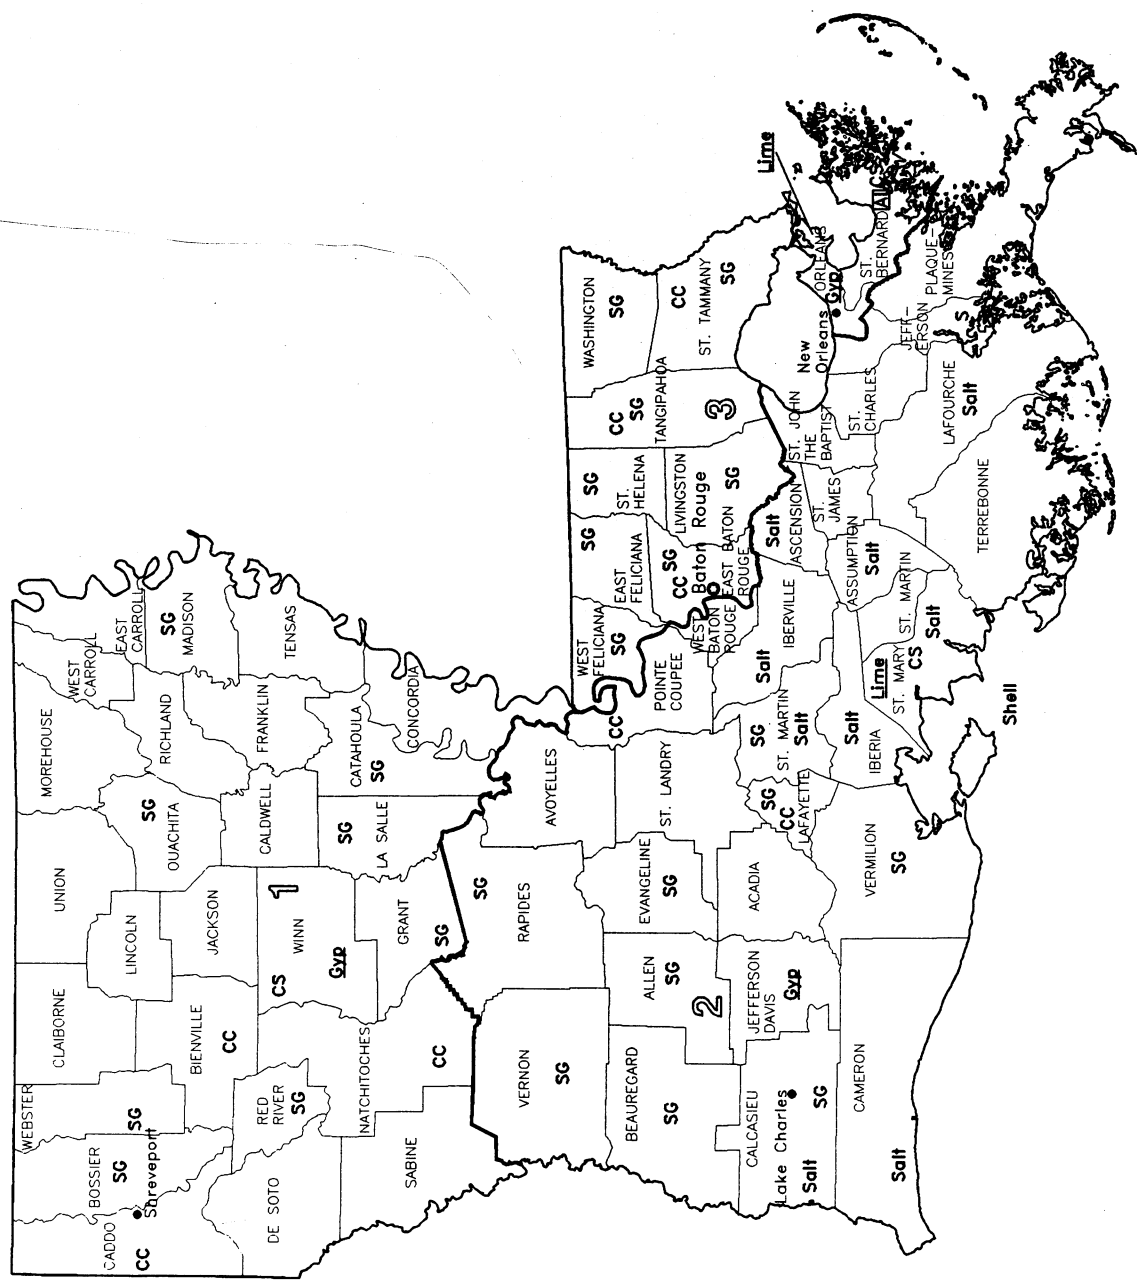 CADDO
CC
BOSSIER
SG
Shreveport
WEBSTER
SG
CLAIBORNE
UNION
MOREHOUSE
WEST
CARROLL
EAST
CARROLL
SG
MADISON
LINCOLN
BIENVILLE
CC
JACKSON
OUACHITA
SG
RICHLAND
DE SOTO
RED
RIVER
SG
CS
WINN
1
Gyp
CALDWELL
FRANKLIN
TENSAS
SABINE
NATCHITOCHES
CC
GRANT
SG
SG
LA SALLE
CATAHOULA
SG
CONCORDIA
VERNON
SG
SG
RAPIDES
AVOYELLES
CC
BEAUREGARD
SG
ALLEN
SG
2
EVANGELINE
SG
ST. LANDRY
POINTE
COUPEE
WEST
FELICIANA
SG
EAST
FELICIANA
SG
ST.
HELENA
SG
CC
SG
TANGIPAHOA
3
WASHINGTON
SG
CC
ST. TAMMANY
SG
CC
SG
Baton Rouge
EAST BATON
ROUGE
LIVINGSTON
SG
WEST
BATON
ROUGE
CALCASIEU
Lake Charles
Salt
SG
JEFFERSON
DAVIS
Gyp
ACADIA
SG
CC
LAFAYETTE
SG
ST. MARTIN
Salt
Salt
IBERVILLE
Salt
ASCENSION
ST. JOHN
THE
BAPTIST
New
Orleans
Gyp
ORLEANS
Lime
CAMERON
Salt
VERMILION
SG
Salt
IBERIA
Lime
ST. MARY
CS
ST. MARTIN
Salt
ASSUMPTION
Salt
ST.
JAMES
ST.
CHARLES
JEFF-
ERSON
S
ST.
BERNARD
PLAQUE-
MINES
LAFOURCHE
Salt
TERREBONNE
Shell